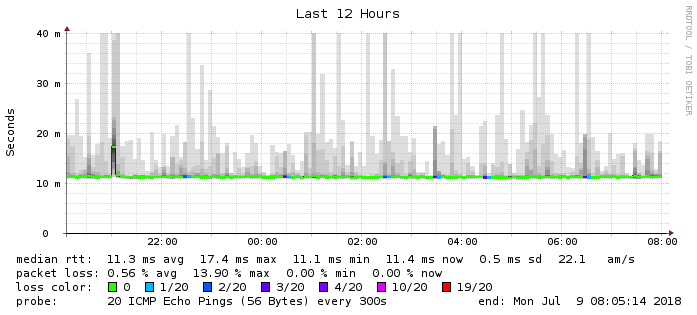 Last 12 Hours
RRDTOOL / TOBI OETIKER
Seconds
40 m
30 m
20 m
10 m
0
22:00 00:00 02:00 04:00 06:00 08:00
median rtt: 11.3 ms avg 17.4 ms max 11.1 ms min 11.4 ms now 0.5 ms sd 22.1 am/s
packet loss: 0.56 % avg 13.90 % max 0.00 % min 0.00 % now
loss color: 0 1/20 2/20 3/20 4/20 10/20 19/20
probe: 20 ICMP Echo Pings (56 Bytes) every 300s end: Mon Jul 9 08:05:14 2018